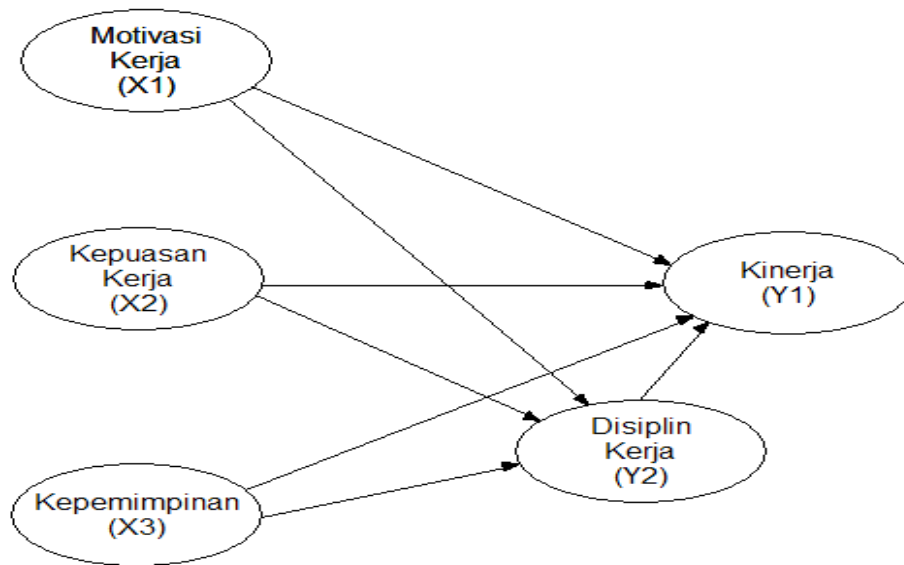 Motivasi
Kerja
(X1)
Kepuasan
Kerja
(X2)
Kinerja
(Y1)
Disiplin
Kerja
(Y2)
Kepemimpinan
(X3)